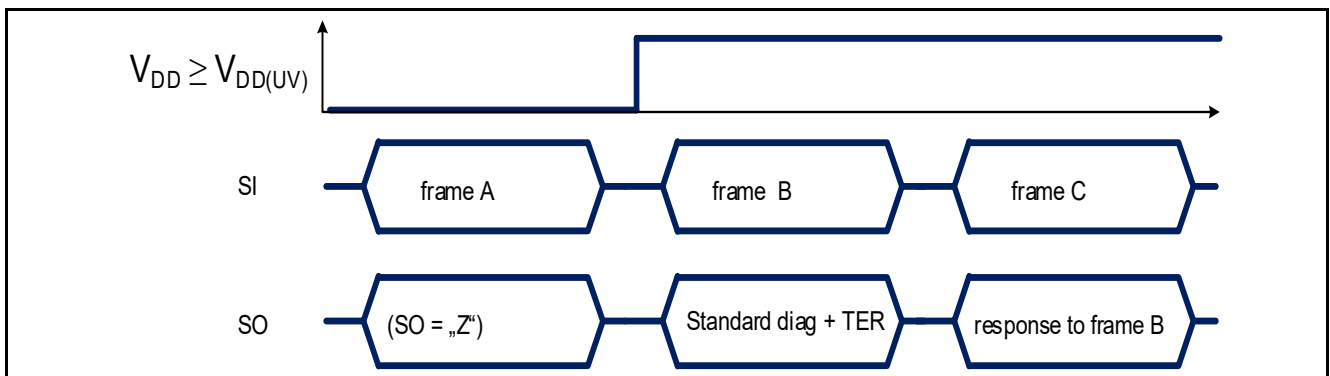 V_DD ≥ V_DD(UV)
SI
frame A
frame B
frame C
SO
(SO = „Z“)
Standard diag + TER
response to frame B